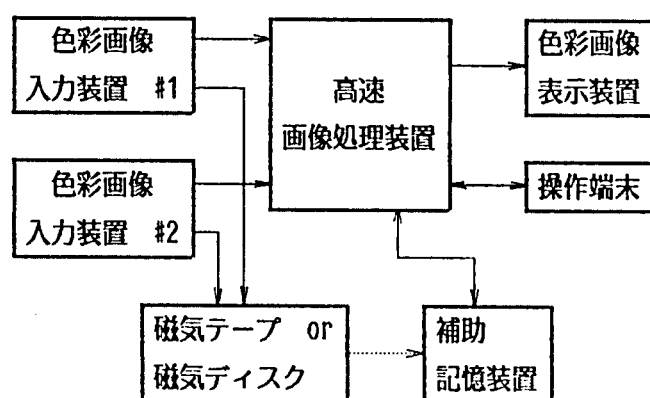 色彩画像
入力装置 #1
高速
画像処理装置
色彩画像
表示装置
色彩画像
入力装置 #2
操作端末
磁気テープ or
磁気ディスク
補助
記憶装置